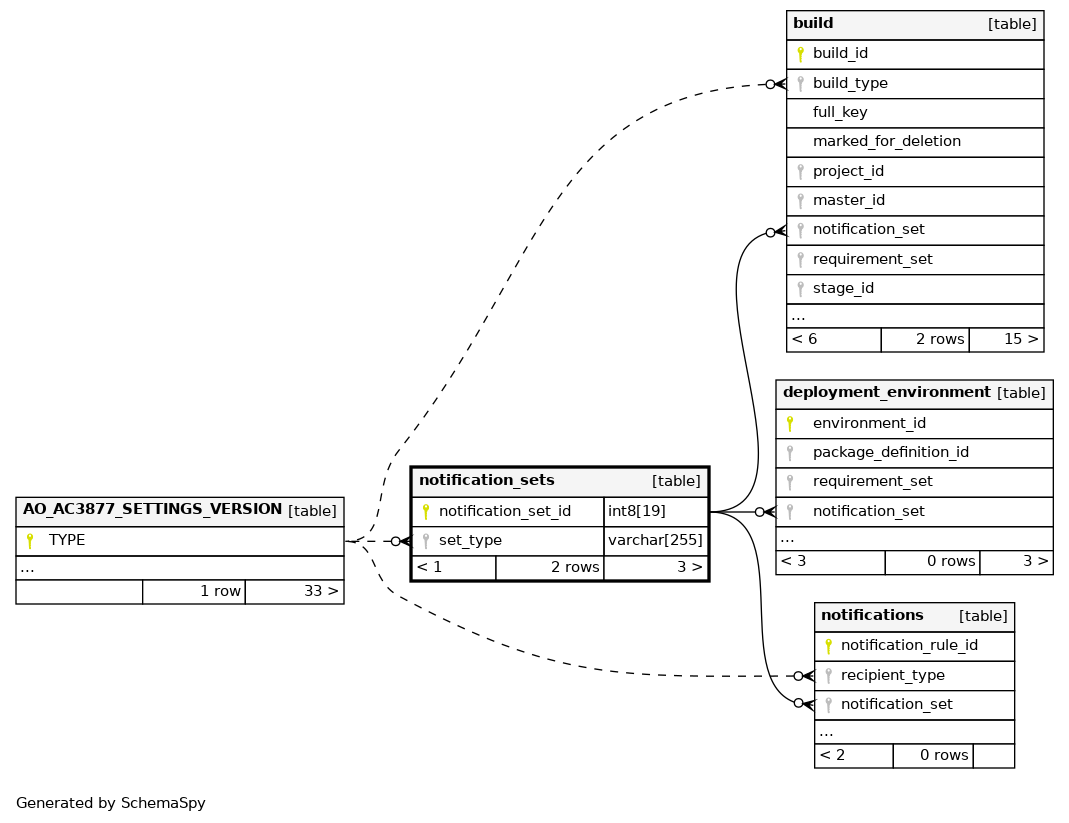 build [table]
build_id
build_type
full_key
marked_for_deletion
project_id
master_id
notification_set
requirement_set
stage_id
...
< 6 2 rows 15 >
deployment_environment [table]
environment_id
package_definition_id
requirement_set
notification_set
...
< 3 0 rows 3 >
notification_sets [table]
notification_set_id int8[19]
set_type varchar[255]
< 1 2 rows 3 >
AO_AC3877_SETTINGS_VERSION [table]
TYPE
...
1 row 33 >
notifications [table]
notification_rule_id
recipient_type
notification_set
...
< 2 0 rows
Generated by SchemaSpy